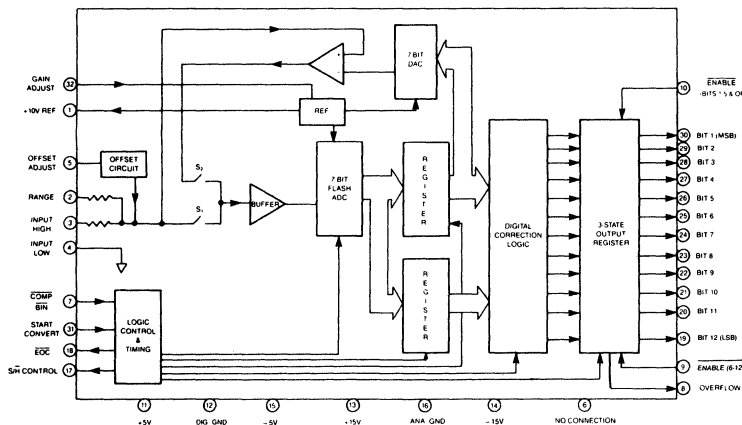 GAIN
ADJUST
32
+10V REF
1
OFFSET
ADJUST
5
OFFSET
CIRCUIT
RANGE
2
INPUT
HIGH
3
INPUT
LOW
4
COMP
BIN
7
START
CONVERT
31
EOC
18
S/H CONTROL
17
LOGIC
CONTROL
&
TIMING
S2
S1
BUFFER
REF
7 BIT
DAC
7 BIT
FLASH
ADC
REGISTER
REGISTER
DIGITAL
CORRECTION
LOGIC
3-STATE
OUTPUT
REGISTER
10
ENABLE
30 BIT 1 (MSB)
29 BIT 2
28 BIT 3
27 BIT 4
26 BIT 5
25 BIT 6
24 BIT 7
23 BIT 8
22 BIT 9
21 BIT 10
20 BIT 11
19 BIT 12 (LSB)
9 ENABLE (6-12
8 OVERFLOW
11 12 15 13 16 14 6
+5V DIG GND -5V +15V ANA GND -15V NO CONNECTION